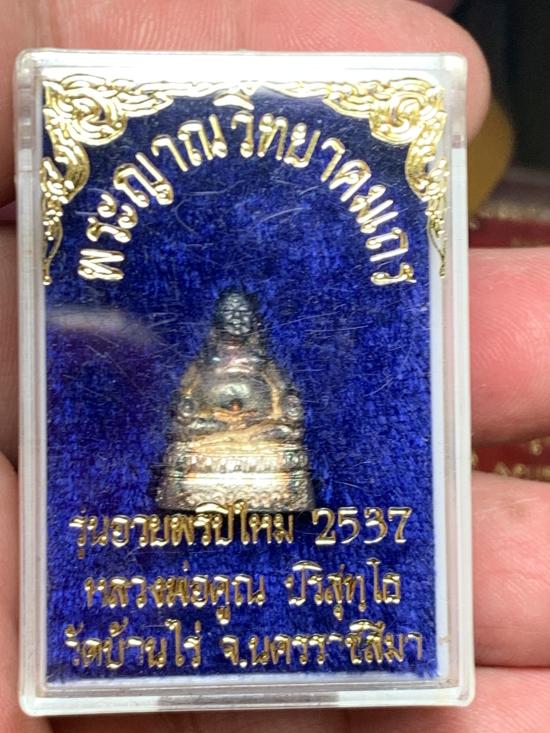 พระญาณวิทยาคมเถร
รุ่นอวยพรปีใหม่ 2537
หลวงพ่อคูณ ปริสุทฺโธ
วัดบ้านไร่ จ.นครราชสีมา